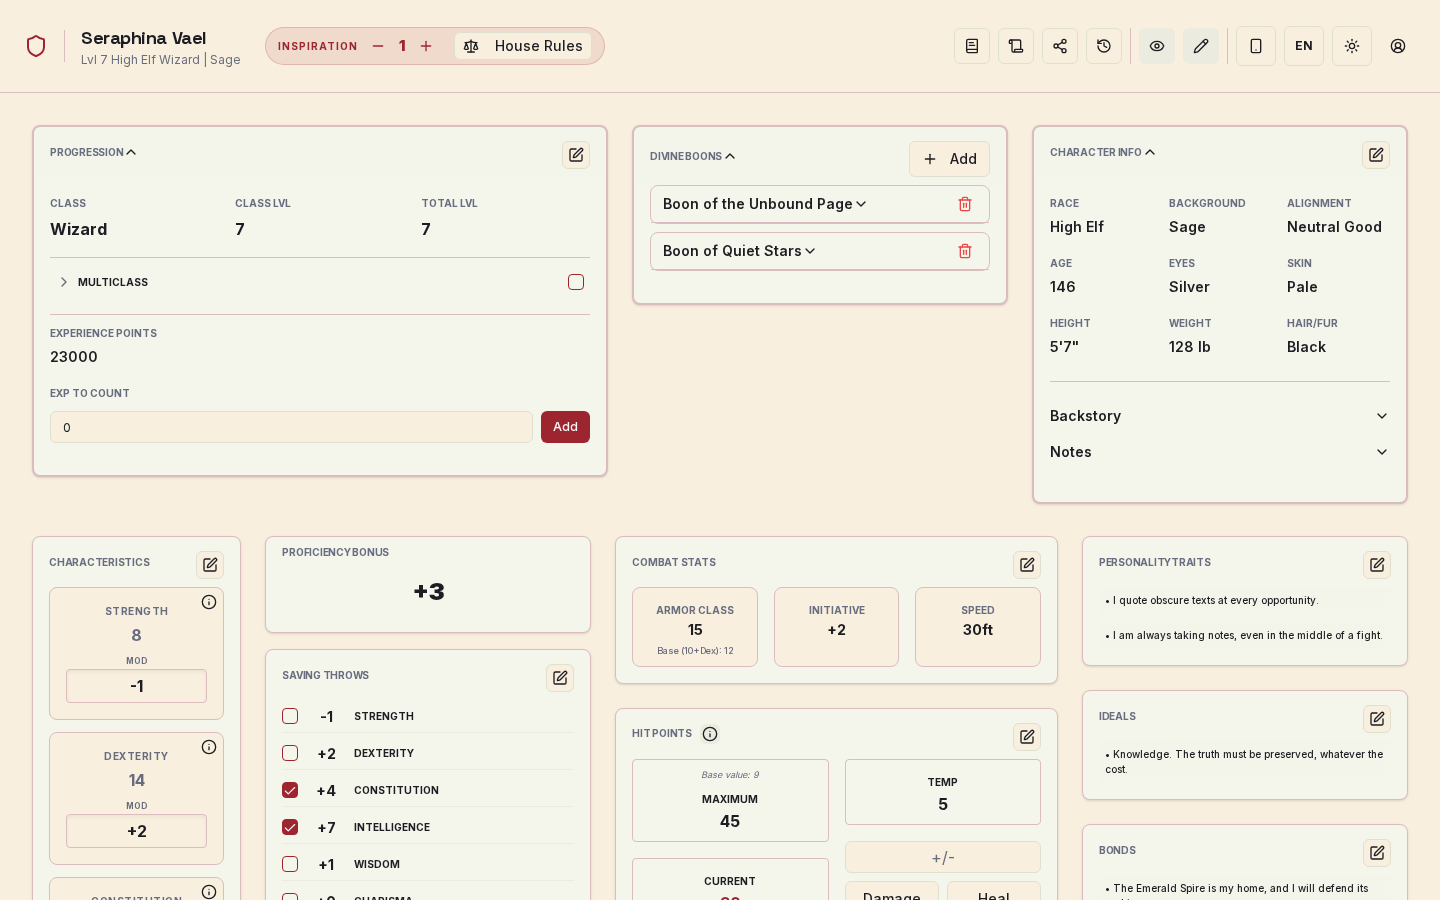 Seraphina Vael
Lvl 7 High Elf Wizard | Sage
INSPIRATION
1
House Rules
EN
PROGRESSION
CLASS
CLASS LVL
TOTAL LVL
Wizard
7
7
MULTICLASS
EXPERIENCE POINTS
23000
EXP TO COUNT
0
Add
DIVINE BOONS
Add
Boon of the Unbound Page
Boon of Quiet Stars
CHARACTER INFO
RACE
BACKGROUND
ALIGNMENT
High Elf
Sage
Neutral Good
AGE
EYES
SKIN
146
Silver
Pale
HEIGHT
WEIGHT
HAIR/FUR
5'7"
128 lb
Black
Backstory
Notes
CHARACTERISTICS
STRENGTH
8
MOD
-1
DEXTERITY
14
MOD
+2
CONSTITUTION
PROFICIENCY BONUS
+3
SAVING THROWS
-1 STRENGTH
+2 DEXTERITY
+4 CONSTITUTION
+7 INTELLIGENCE
+1 WISDOM
CHARISMA
COMBAT STATS
ARMOR CLASS
15
Base (10+Dex): 12
INITIATIVE
+2
SPEED
30ft
HIT POINTS
Base value: 9
MAXIMUM
45
TEMP
5
+/-
CURRENT
Damage
Heal
PERSONALITY TRAITS
• I quote obscure texts at every opportunity.
• I am always taking notes, even in the middle of a fight.
IDEALS
• Knowledge. The truth must be preserved, whatever the
cost.
BONDS
• The Emerald Spire is my home, and I will defend its